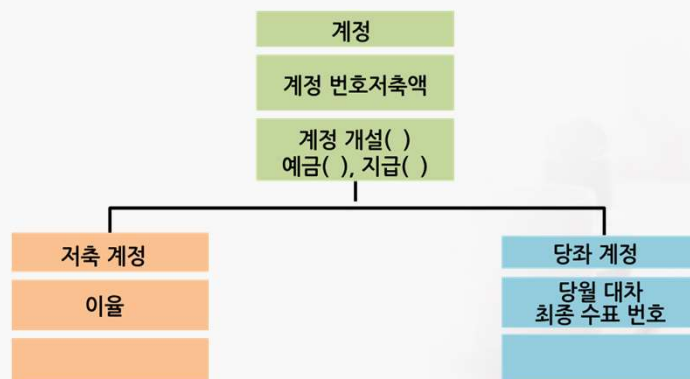 계정
계정 번호저축액
계정 개설( )
예금( ), 지급( )
저축 계정
당좌 계정
이율
당월 대차
최종 수표 번호